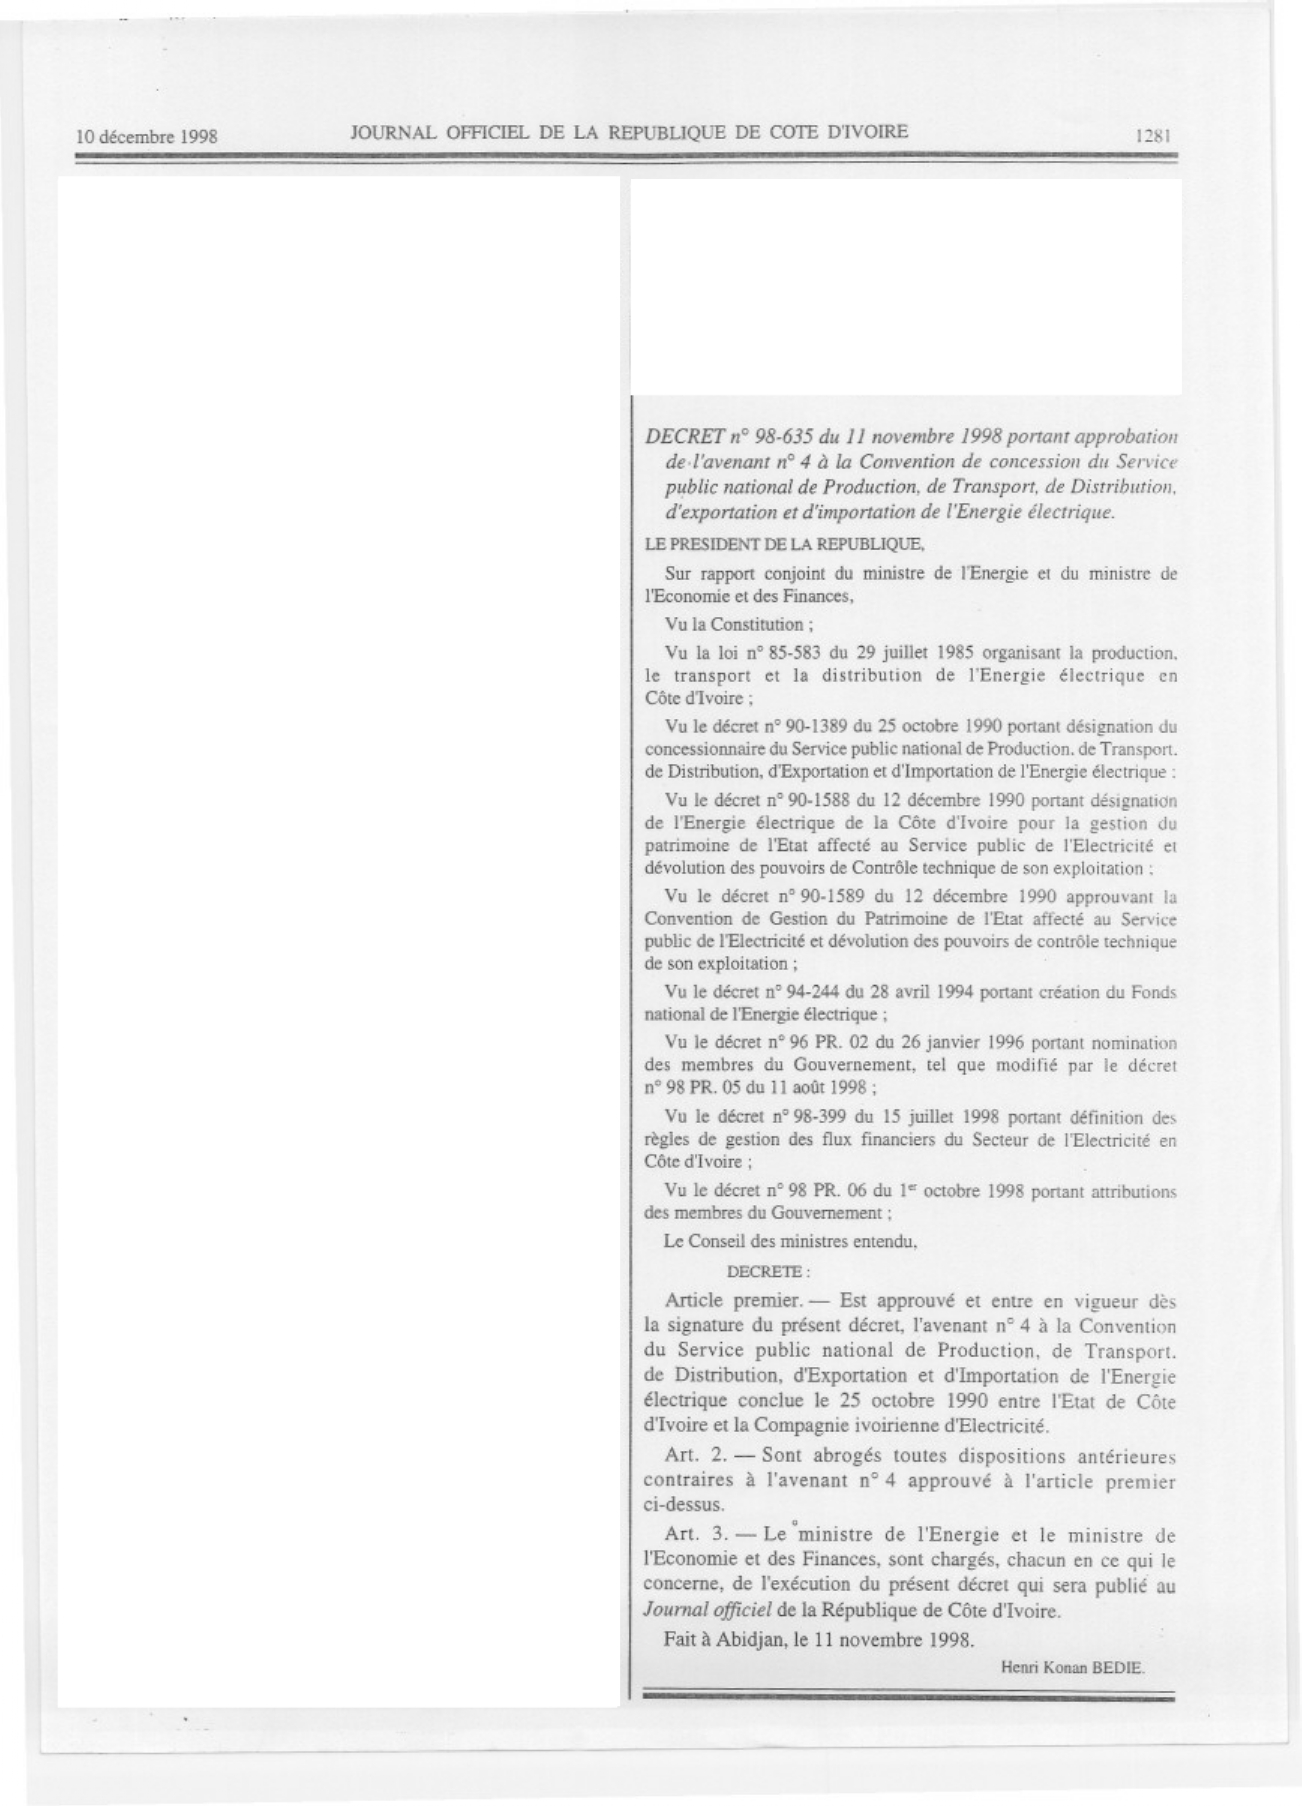 10 décembre 1998 JOURNAL OFFICIEL DE LA REPUBLIQUE DE COTE D'IVOIRE 1281
DECRET n° 98-635 du 11 novembre 1998 portant approbation
de l'avenant n° 4 à la Convention de concession du Service
public national de Production, de Transport, de Distribution,
d'exportation et d'importation de l'Energie électrique.
LE PRESIDENT DE LA REPUBLIQUE,
Sur rapport conjoint du ministre de l'Energie et du ministre de
l'Economie et des Finances,
Vu la Constitution ;
Vu la loi n° 85-583 du 29 juillet 1985 organisant la production,
le transport et la distribution de l'Energie électrique en
Côte d'Ivoire ;
Vu le décret n° 90-1389 du 25 octobre 1990 portant désignation du
concessionnaire du Service public national de Production, de Transport,
de Distribution, d'Exportation et d'Importation de l'Energie électrique ;
Vu le décret n° 90-1588 du 12 décembre 1990 portant désignation
de l'Energie électrique de la Côte d'Ivoire pour la gestion du
patrimoine de l'Etat affecté au Service public de l'Electricité et
dévolution des pouvoirs de Contrôle technique de son exploitation ;
Vu le décret n° 90-1589 du 12 décembre 1990 approuvant la
Convention de Gestion du Patrimoine de l'Etat affecté au Service
public de l'Electricité et dévolution des pouvoirs de contrôle technique
de son exploitation ;
Vu le décret n° 94-244 du 28 avril 1994 portant création du Fonds
national de l'Energie électrique ;
Vu le décret n° 96 PR. 02 du 26 janvier 1996 portant nomination
des membres du Gouvernement, tel que modifié par le décret
n° 98 PR. 05 du 11 août 1998 ;
Vu le décret n° 98-399 du 15 juillet 1998 portant définition des
règles de gestion des flux financiers du Secteur de l'Electricité en
Côte d'Ivoire ;
Vu le décret n° 98 PR. 06 du 1er octobre 1998 portant attributions
des membres du Gouvernement ;
Le Conseil des ministres entendu,
DECRETE :
Article premier. — Est approuvé et entre en vigueur dès
la signature du présent décret, l'avenant n° 4 à la Convention
du Service public national de Production, de Transport,
de Distribution, d'Exportation et d'Importation de l'Energie
électrique conclue le 25 octobre 1990 entre l'Etat de Côte
d'Ivoire et la Compagnie ivoirienne d'Electricité.
Art. 2. — Sont abrogés toutes dispositions antérieures
contraires à l'avenant n° 4 approuvé à l'article premier
ci-dessus.
Art. 3. — Le ministre de l'Energie et le ministre de
l'Economie et des Finances, sont chargés, chacun en ce qui le
concerne, de l'exécution du présent décret qui sera publié au
Journal officiel de la République de Côte d'Ivoire.
Fait à Abidjan, le 11 novembre 1998.
Henri Konan BEDIE.